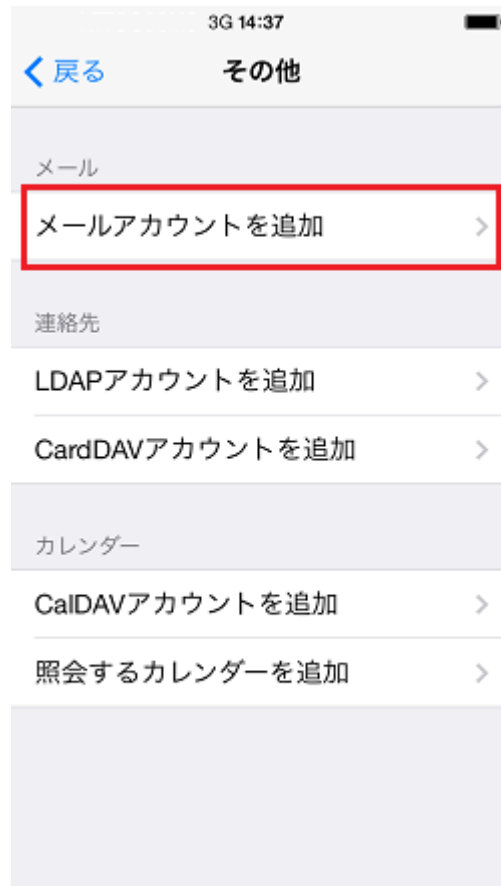 3G 14:37
戻る その他
メール
メールアカウントを追加
連絡先
LDAPアカウントを追加
CardDAVアカウントを追加
カレンダー
CalDAVアカウントを追加
照会するカレンダーを追加